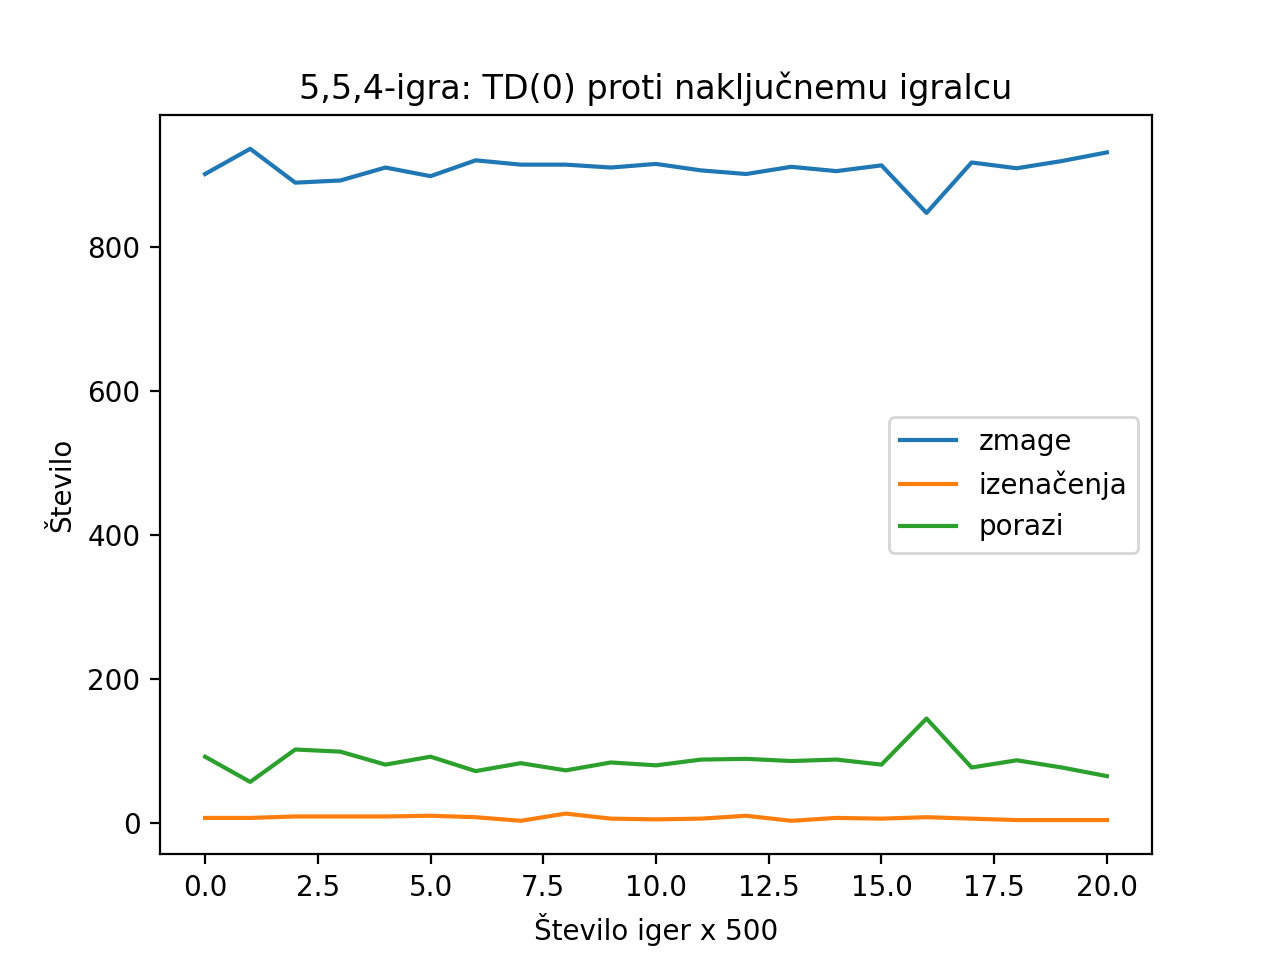 5,5,4-igra: TD(0) proti naključnemu igralcu
800
600
400
200
0
Število
zmage
izenačenja
porazi
0.0 2.5 5.0 7.5 10.0 12.5 15.0 17.5 20.0
Število iger x 500